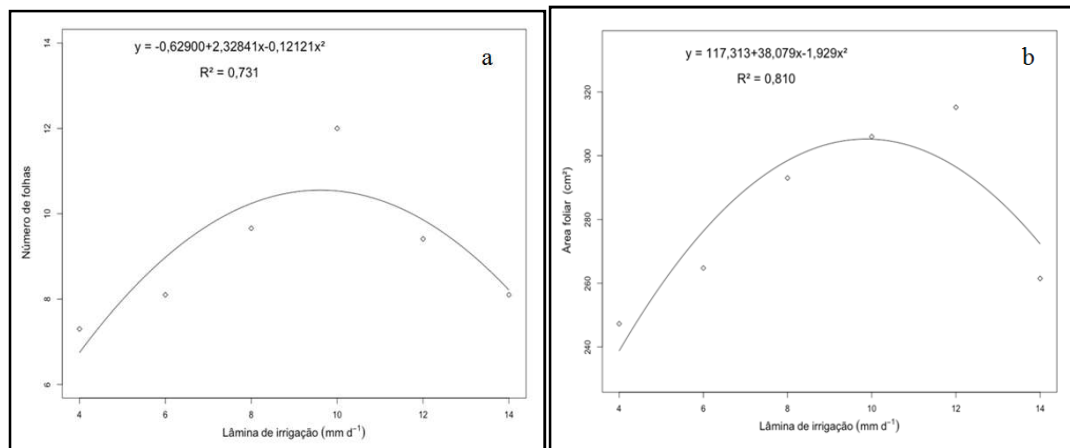 y = -0,62900+2,32841x-0,12121x²
R² = 0,731
a
14
12
10
8
6
Número de folhas
4 6 8 10 12 14
Lâmina de irrigação (mm d⁻¹)
y = 117,313+38,079x-1,929x²
R² = 0,810
b
320
300
280
260
240
Área foliar (cm²)
4 6 8 10 12 14
Lâmina de irrigação (mm d⁻¹)